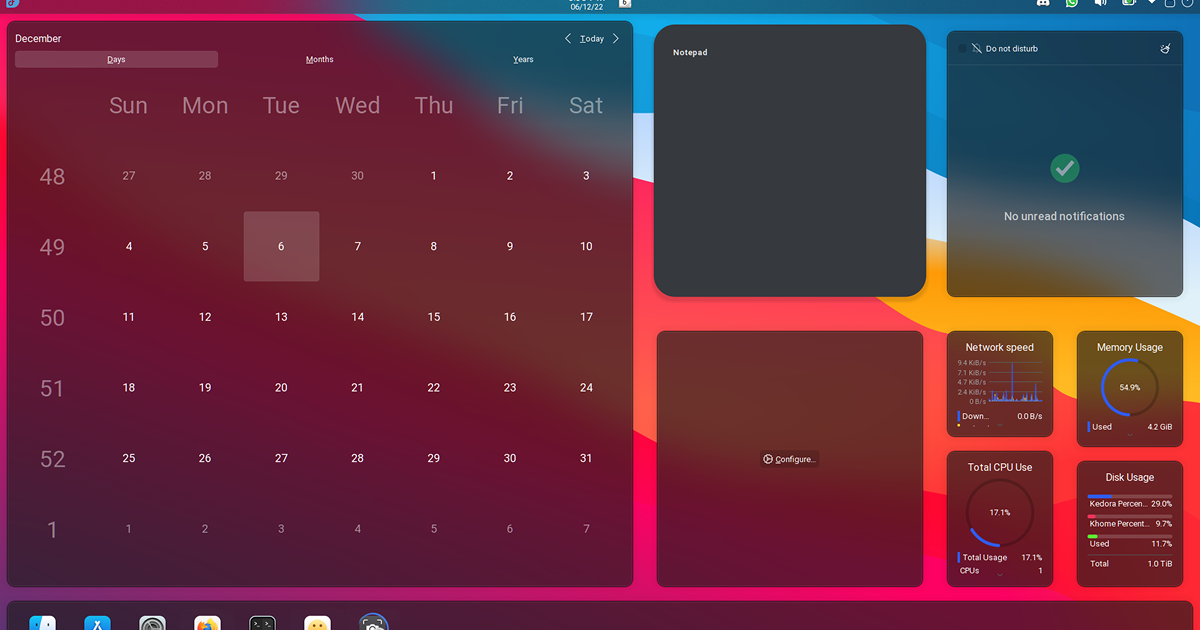 06/12/22
December
Today
Days Months Years
Sun Mon Tue Wed Thu Fri Sat
48 27 28 29 30 1 2 3
49 4 5 6 7 8 9 10
50 11 12 13 14 15 16 17
51 18 19 20 21 22 23 24
52 25 26 27 28 29 30 31
1 1 2 3 4 5 6 7
Notepad
Do not disturb
No unread notifications
Configure...
Network speed
9.4 KiB/s
7.1 KiB/s
4.7 KiB/s
2.4 KiB/s
0 B/s
Down... 0.0 B/s
Memory Usage
54.9%
Used 4.2 GiB
Total CPU Use
17.1%
Total Usage 17.1%
CPUs 1
Disk Usage
Kedora Percen... 29.0%
Khome Percent... 9.7%
Used 11.7%
Total 1.0 TiB